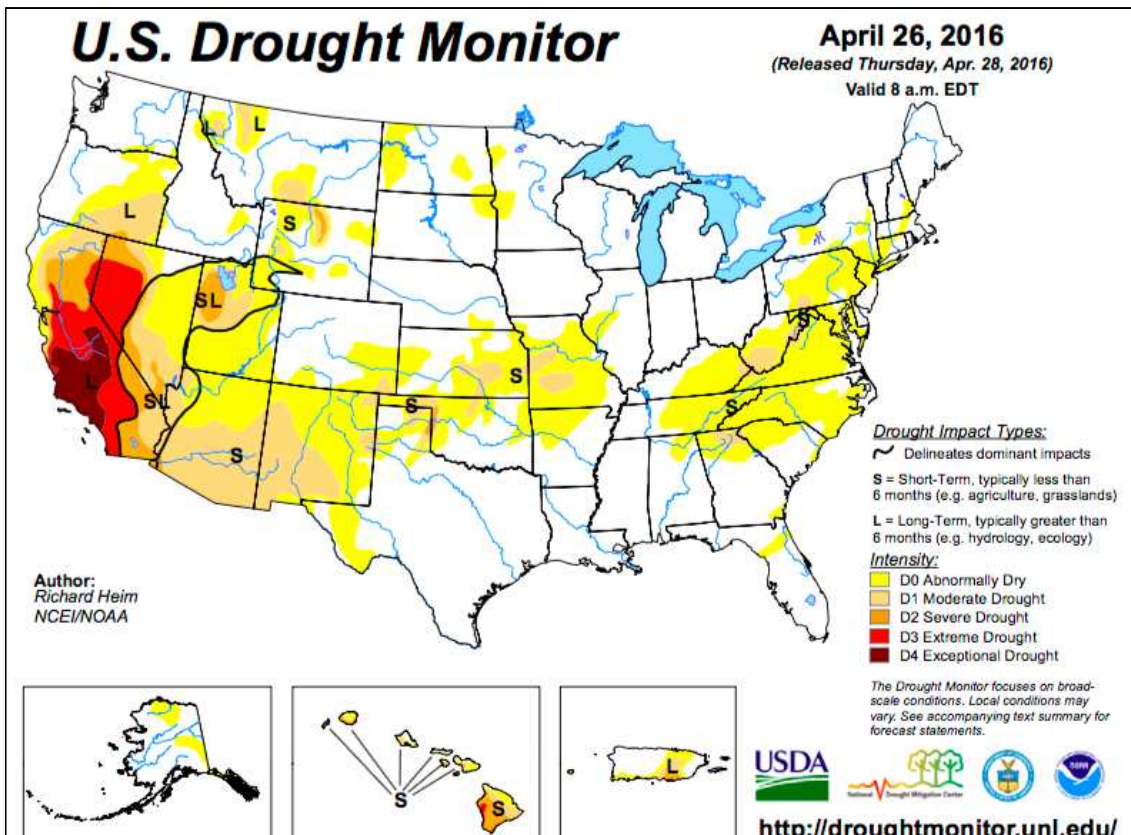 U.S. Drought Monitor
April 26, 2016
(Released Thursday, Apr. 28, 2016)
Valid 8 a.m. EDT
L
L
L
S
SL
L
SL
S
S
S
S
S
Drought Impact Types:
Delineates dominant impacts
S = Short-Term, typically less than
6 months (e.g. agriculture, grasslands)
L = Long-Term, typically greater than
6 months (e.g. hydrology, ecology)
Intensity:
D0 Abnormally Dry
D1 Moderate Drought
D2 Severe Drought
D3 Extreme Drought
D4 Exceptional Drought
Author:
Richard Heim
NCEI/NOAA
The Drought Monitor focuses on broad-
scale conditions. Local conditions may
vary. See accompanying text summary for
forecast statements.
S
S
L
USDA
National Drought Mitigation Center
http://droughtmonitor.unl.edu/